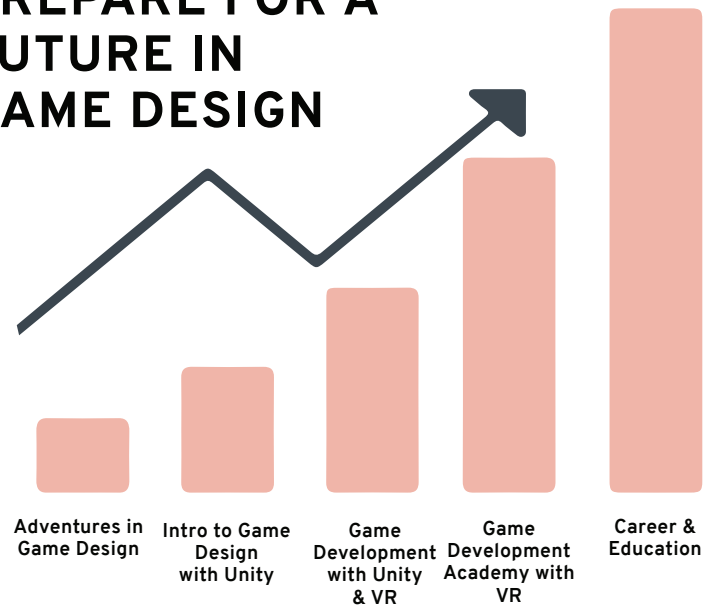 REPARE FOR A
UTURE IN
AME DESIGN
Adventures in
Game Design
Intro to Game
Design
with Unity
Game
Development
with Unity
& VR
Game
Development
Academy with
VR
Career &
Education